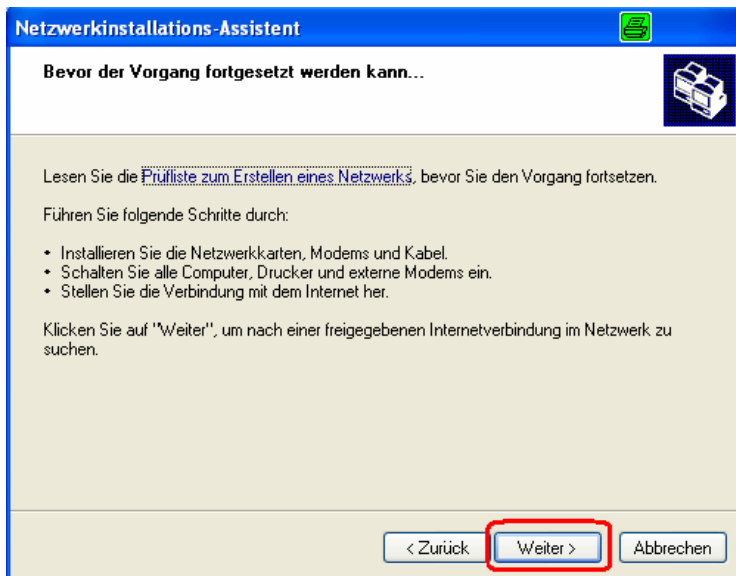 Netzwerkinstallations-Assistent
Bevor der Vorgang fortgesetzt werden kann...
Lesen Sie die Prüfliste zum Erstellen eines Netzwerks, bevor Sie den Vorgang fortsetzen.
Führen Sie folgende Schritte durch:
• Installieren Sie die Netzwerkkarten, Modems und Kabel.
• Schalten Sie alle Computer, Drucker und externe Modems ein.
• Stellen Sie die Verbindung mit dem Internet her.
Klicken Sie auf "Weiter", um nach einer freigegebenen Internetverbindung im Netzwerk zu
suchen.
< Zurück Weiter > Abbrechen